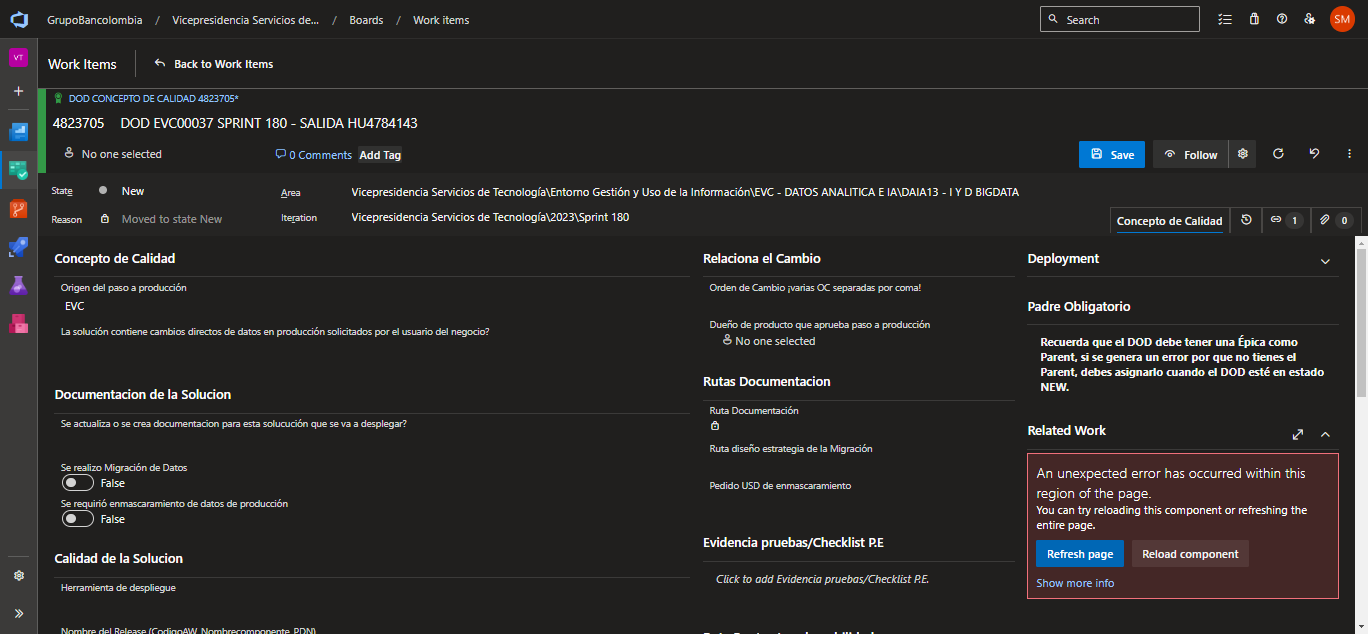 GrupoBancolombia / Vicepresidencia Servicios de... / Boards / Work items
Search
SM
VT
Work Items
Back to Work Items
DOD CONCEPTO DE CALIDAD 4823705*
4823705 DOD EVC00037 SPRINT 180 - SALIDA HU4784143
No one selected
0 Comments
Add Tag
Save
Follow
State
New
Area
Vicepresidencia Servicios de Tecnología\Entorno Gestión y Uso de la Información\EVC - DATOS ANALITICA E IA\DAIA13 - I Y D BIGDATA
Reason
Moved to state New
Iteration
Vicepresidencia Servicios de Tecnología\2023\Sprint 180
Concepto de Calidad
1
0
Concepto de Calidad
Origen del paso a producción
EVC
La solución contiene cambios directos de datos en producción solicitados por el usuario del negocio?
Documentacion de la Solucion
Se actualiza o se crea documentacion para esta solucución que se va a desplegar?
Se realizo Migración de Datos
False
Se requirió enmascaramiento de datos de producción
False
Calidad de la Solucion
Herramienta de despliegue
Nombre del Release (CodigoAW_Nombrecomponente_PDN)
Relaciona el Cambio
Orden de Cambio ¡varias OC separadas por coma!
Dueño de producto que aprueba paso a producción
No one selected
Rutas Documentacion
Ruta Documentación
Ruta diseño estrategia de la Migración
Pedido USD de enmascaramiento
Evidencia pruebas/Checklist P.E
Click to add Evidencia pruebas/Checklist P.E.
Deployment
Padre Obligatorio
Recuerda que el DOD debe tener una Épica como
Parent, si se genera un error por que no tienes el
Parent, debes asignarlo cuando el DOD esté en estado
NEW.
Related Work
An unexpected error has occurred within this
region of the page.
You can try reloading this component or refreshing the
entire page.
Refresh page
Reload component
Show more info